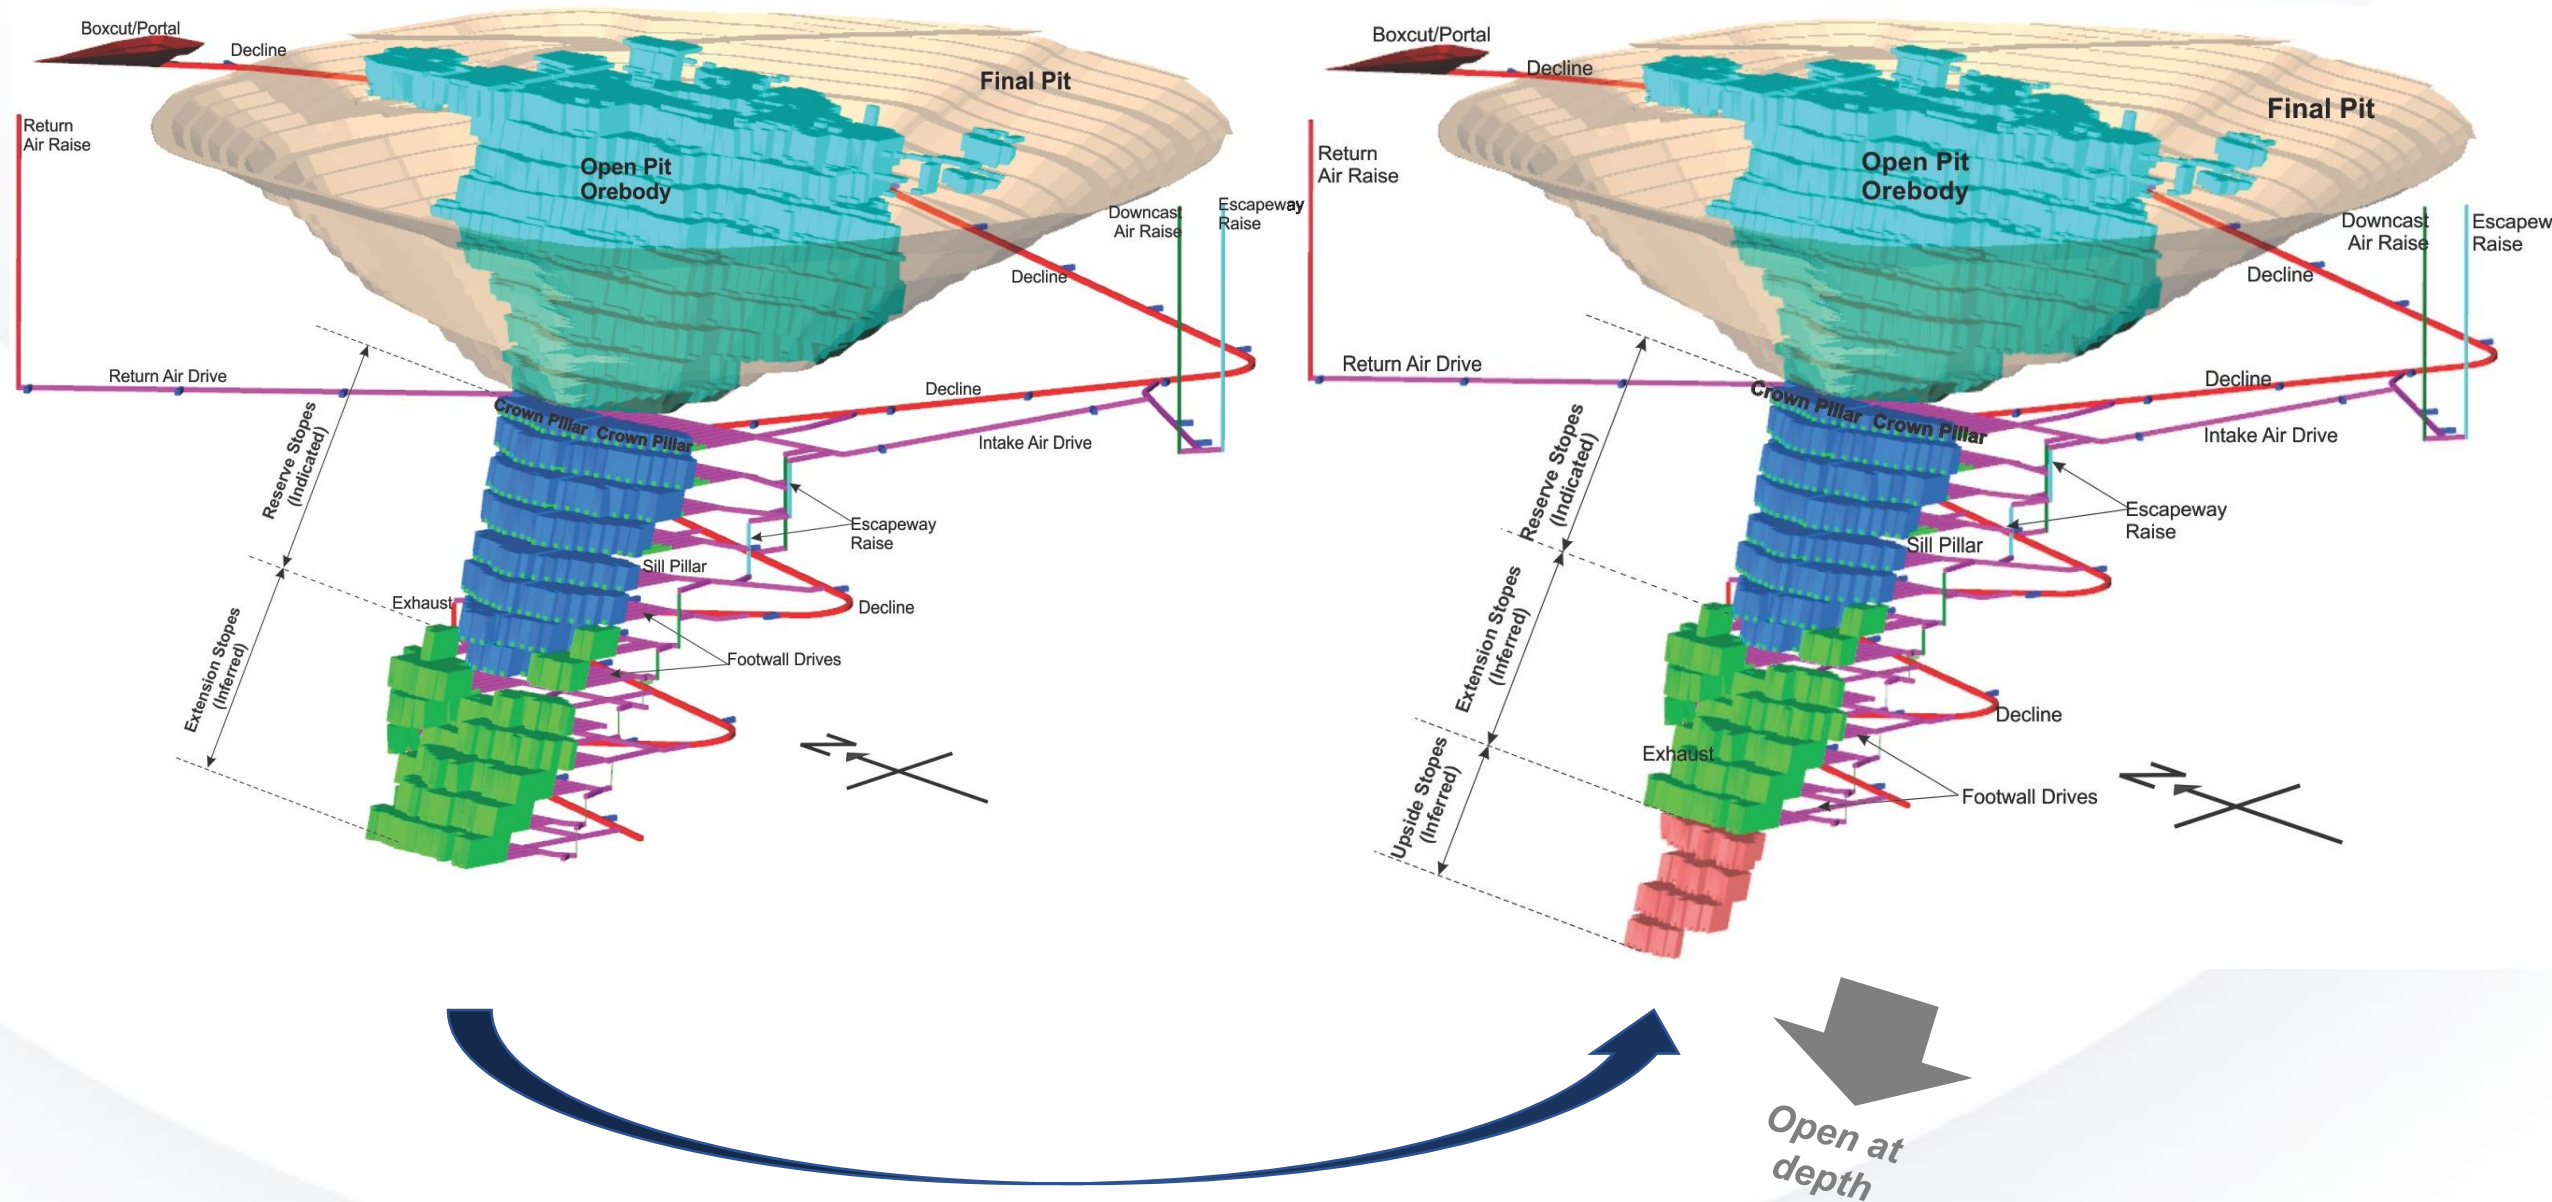 Boxcut/Portal
Decline
Final Pit
Return
Air Raise
Open Pit
Orebody
Downcast
Air Raise
Escapeway
Raise
Decline
Return Air Drive
Decline
Crown Pillar Crown Pillar
Intake Air Drive
Reserve Stopes
(Indicated)
Escapeway
Raise
Sill Pillar
Exhaust
Decline
Extension Stopes
(Inferred)
Footwall Drives
N
Boxcut/Portal
Decline
Final Pit
Return
Air Raise
Open Pit
Orebody
Downcast
Air Raise
Escapew
Raise
Decline
Return Air Drive
Decline
Crown Pillar Crown Pillar
Intake Air Drive
Reserve Stopes
(Indicated)
Escapeway
Raise
Sill Pillar
Extension Stopes
(Inferred)
Decline
Exhaust
Upside Stopes
(Inferred)
Footwall Drives
N
Open at
depth